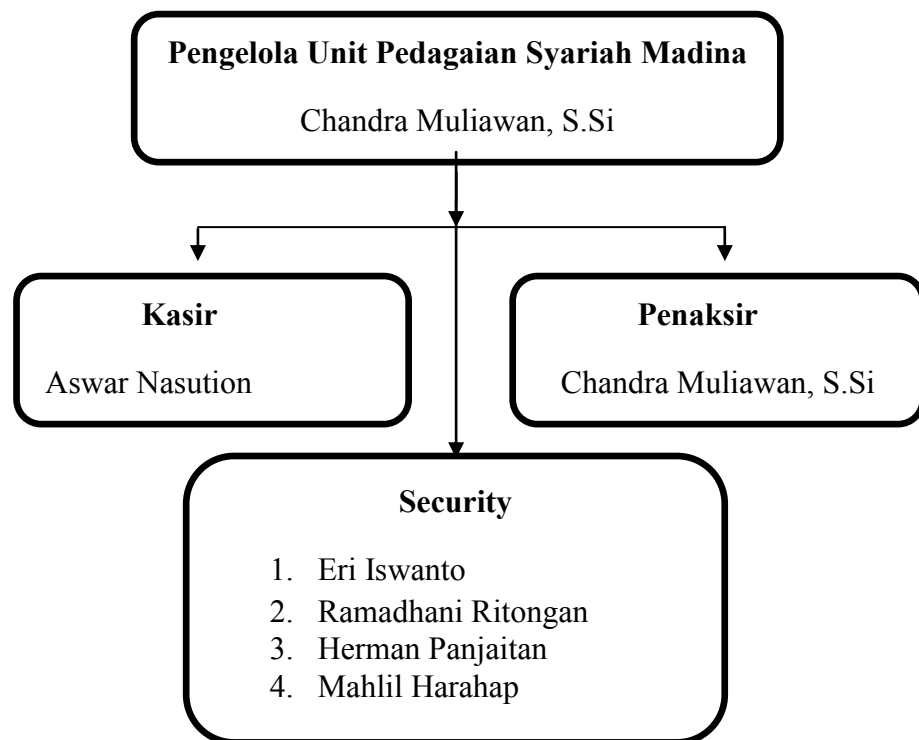 Pengelola Unit Pedagaian Syariah Madina
Chandra Muliawan, S.Si
Kasir
Aswar Nasution
Penaksir
Chandra Muliawan, S.Si
Security
1. Eri Iswanto
2. Ramadhani Ritongan
3. Herman Panjaitan
4. Mahlil Harahap